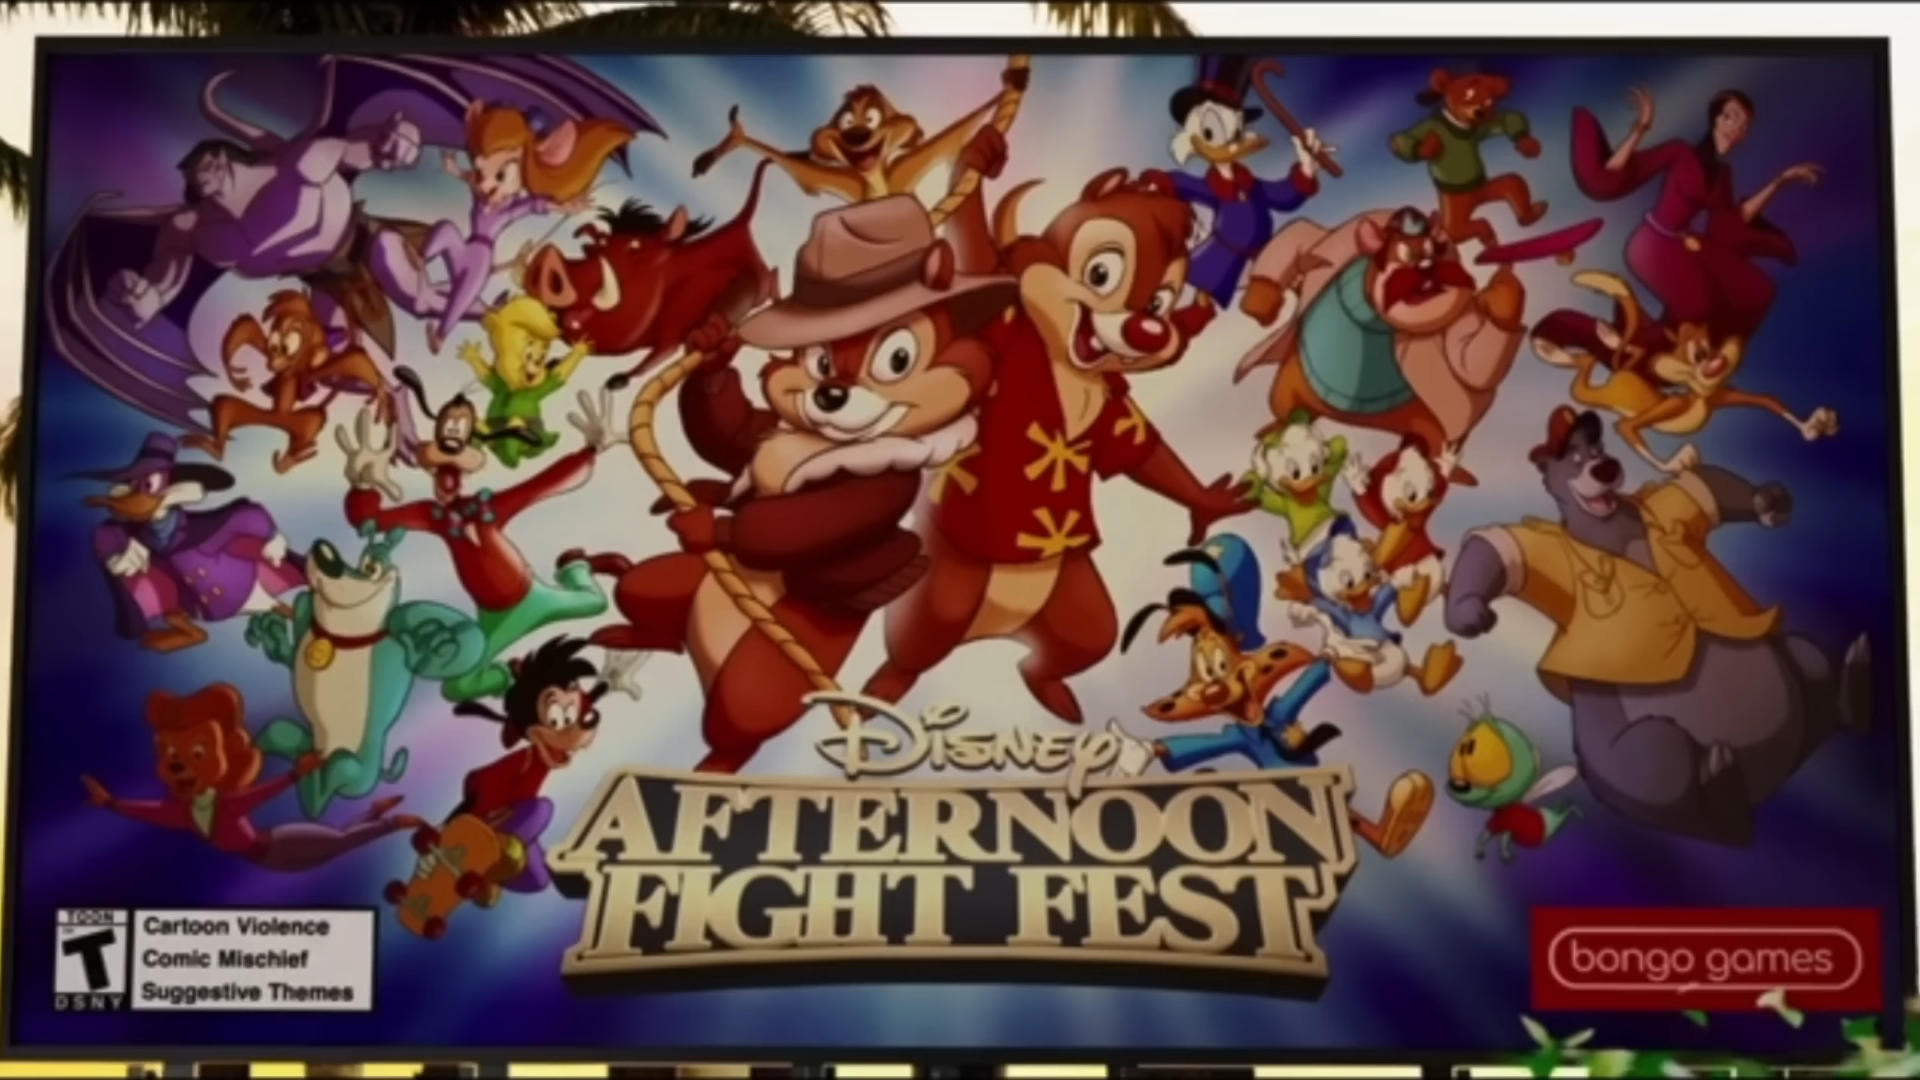 Disney
AFTERNOON
FIGHT FEST
TOON
T
DSNY
Cartoon Violence
Comic Mischief
Suggestive Themes
bongo games